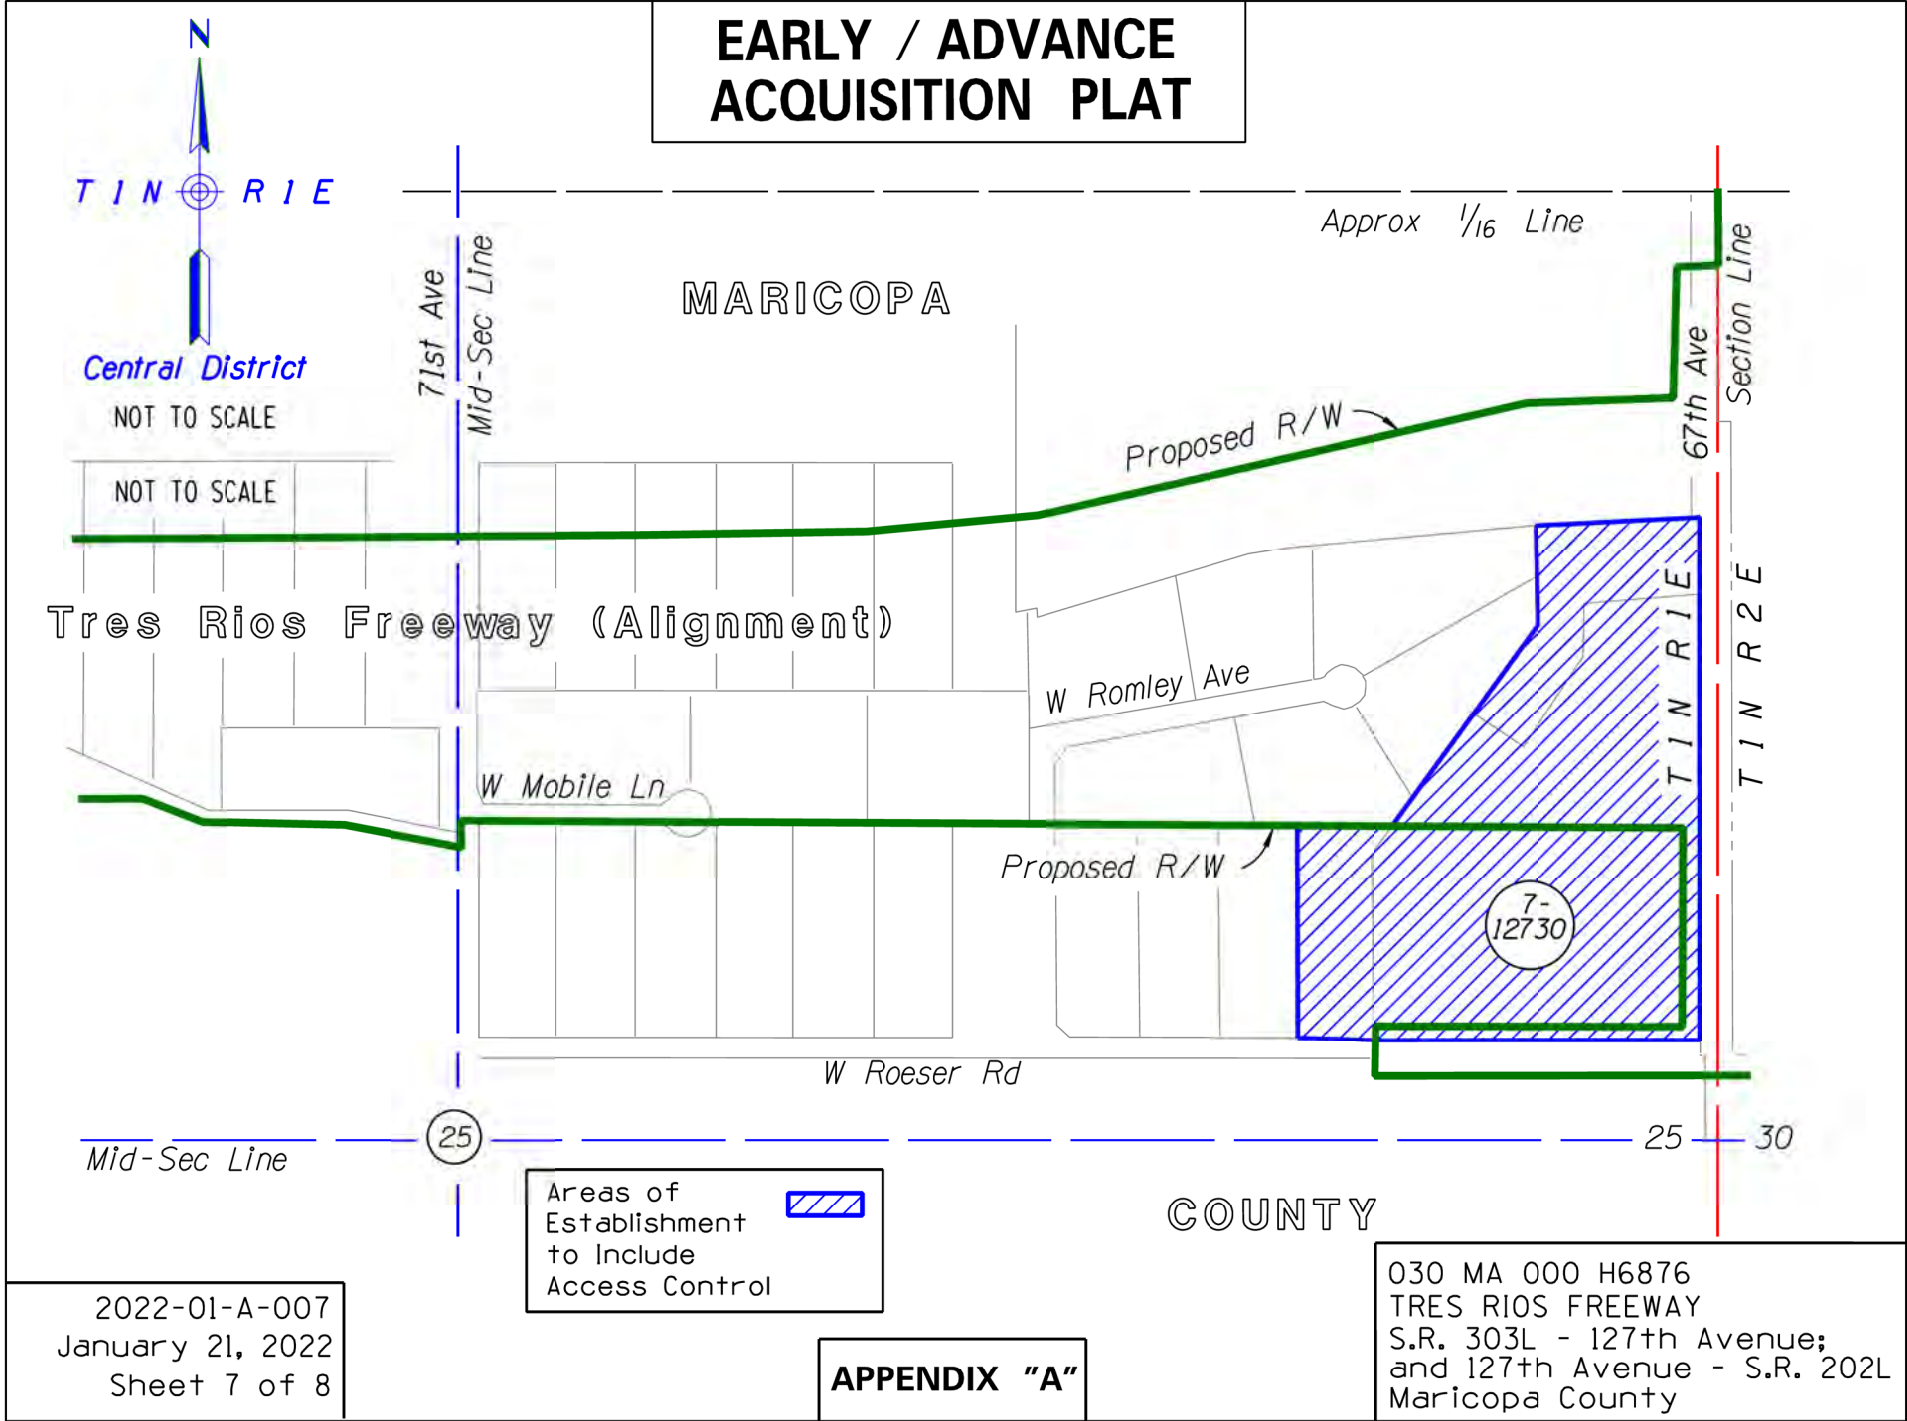 EARLY / ADVANCE
ACQUISITION PLAT
N
T 1 N R 1 E
Central District
NOT TO SCALE
NOT TO SCALE
71st Ave
Mid-Sec Line
MARICOPA
Approx 1/16 Line
67th Ave
Section Line
Proposed R/W
Tres Rios Freeway (Alignment)
W Romley Ave
T 1 N R 1 E
T 1 N R 2 E
W Mobile Ln
Proposed R/W
7-
12730
W Roeser Rd
25
25
30
Mid-Sec Line
Areas of
Establishment
to Include
Access Control
COUNTY
2022-01-A-007
January 21, 2022
Sheet 7 of 8
APPENDIX "A"
030 MA 000 H6876
TRES RIOS FREEWAY
S.R. 303L - 127th Avenue;
and 127th Avenue - S.R. 202L
Maricopa County